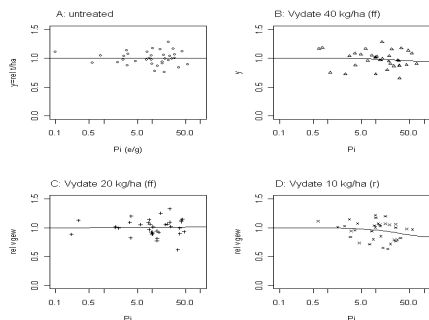 A: untreated
y=rel t/ha
0.0 0.5 1.0 1.5
0.1 0.5 5.0 50.0
Pi (e/g)
B: Vydate 40 kg/ha (ff)
y
0.0 0.5 1.0 1.5
0.1 0.5 5.0 50.0
Pi
C: Vydate 20 kg/ha (ff)
rel vgew
0.0 0.5 1.0 1.5
0.1 0.5 5.0 50.0
Pi
D: Vydate 10 kg/ha (r)
rel vgew
0.0 0.5 1.0 1.5
0.1 0.5 5.0 50.0
Pi